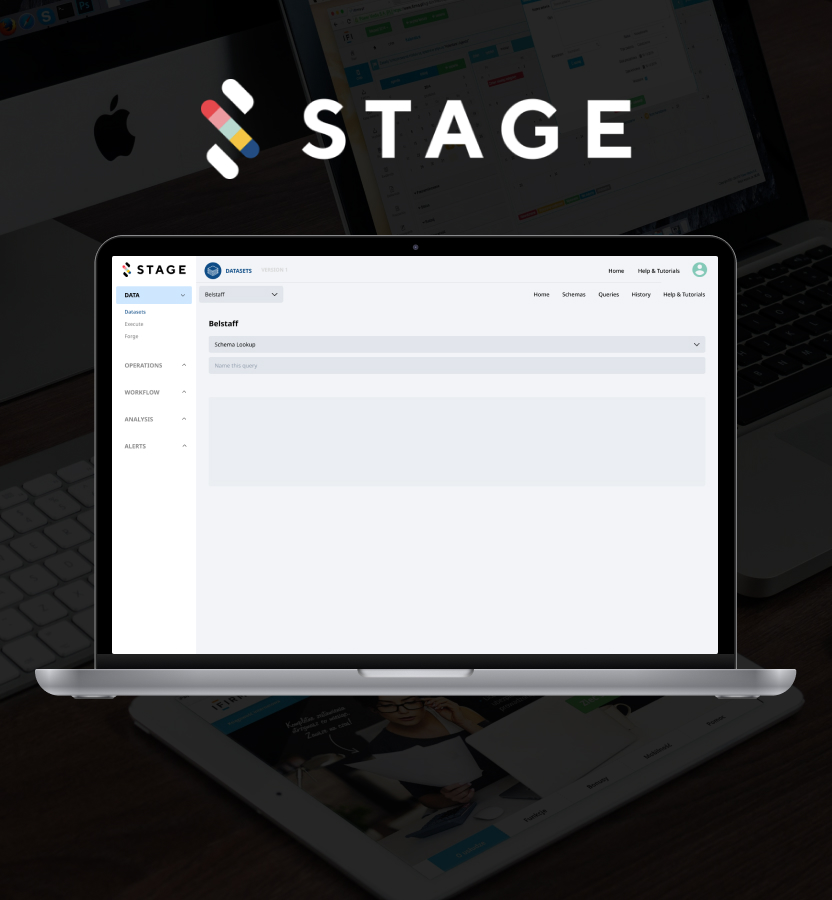 STAGE
STAGE
DATASETS
VERSION 1
Home
Help & Tutorials
DATA
Belstaff
Home
Schemas
Queries
History
Help & Tutorials
Datasets
Execute
Forge
Belstaff
Schema Lookup
Name this query
OPERATIONS
WORKFLOW
ANALYSIS
ALERTS